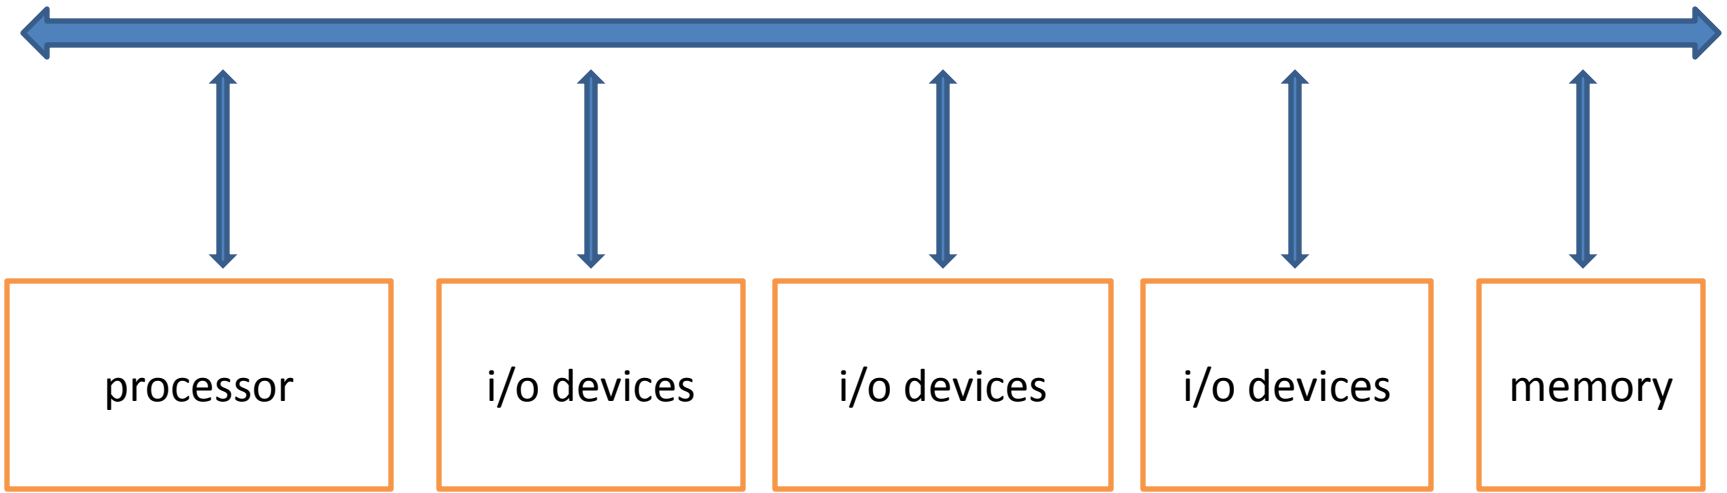 processor
i/o devices
i/o devices
i/o devices
memory